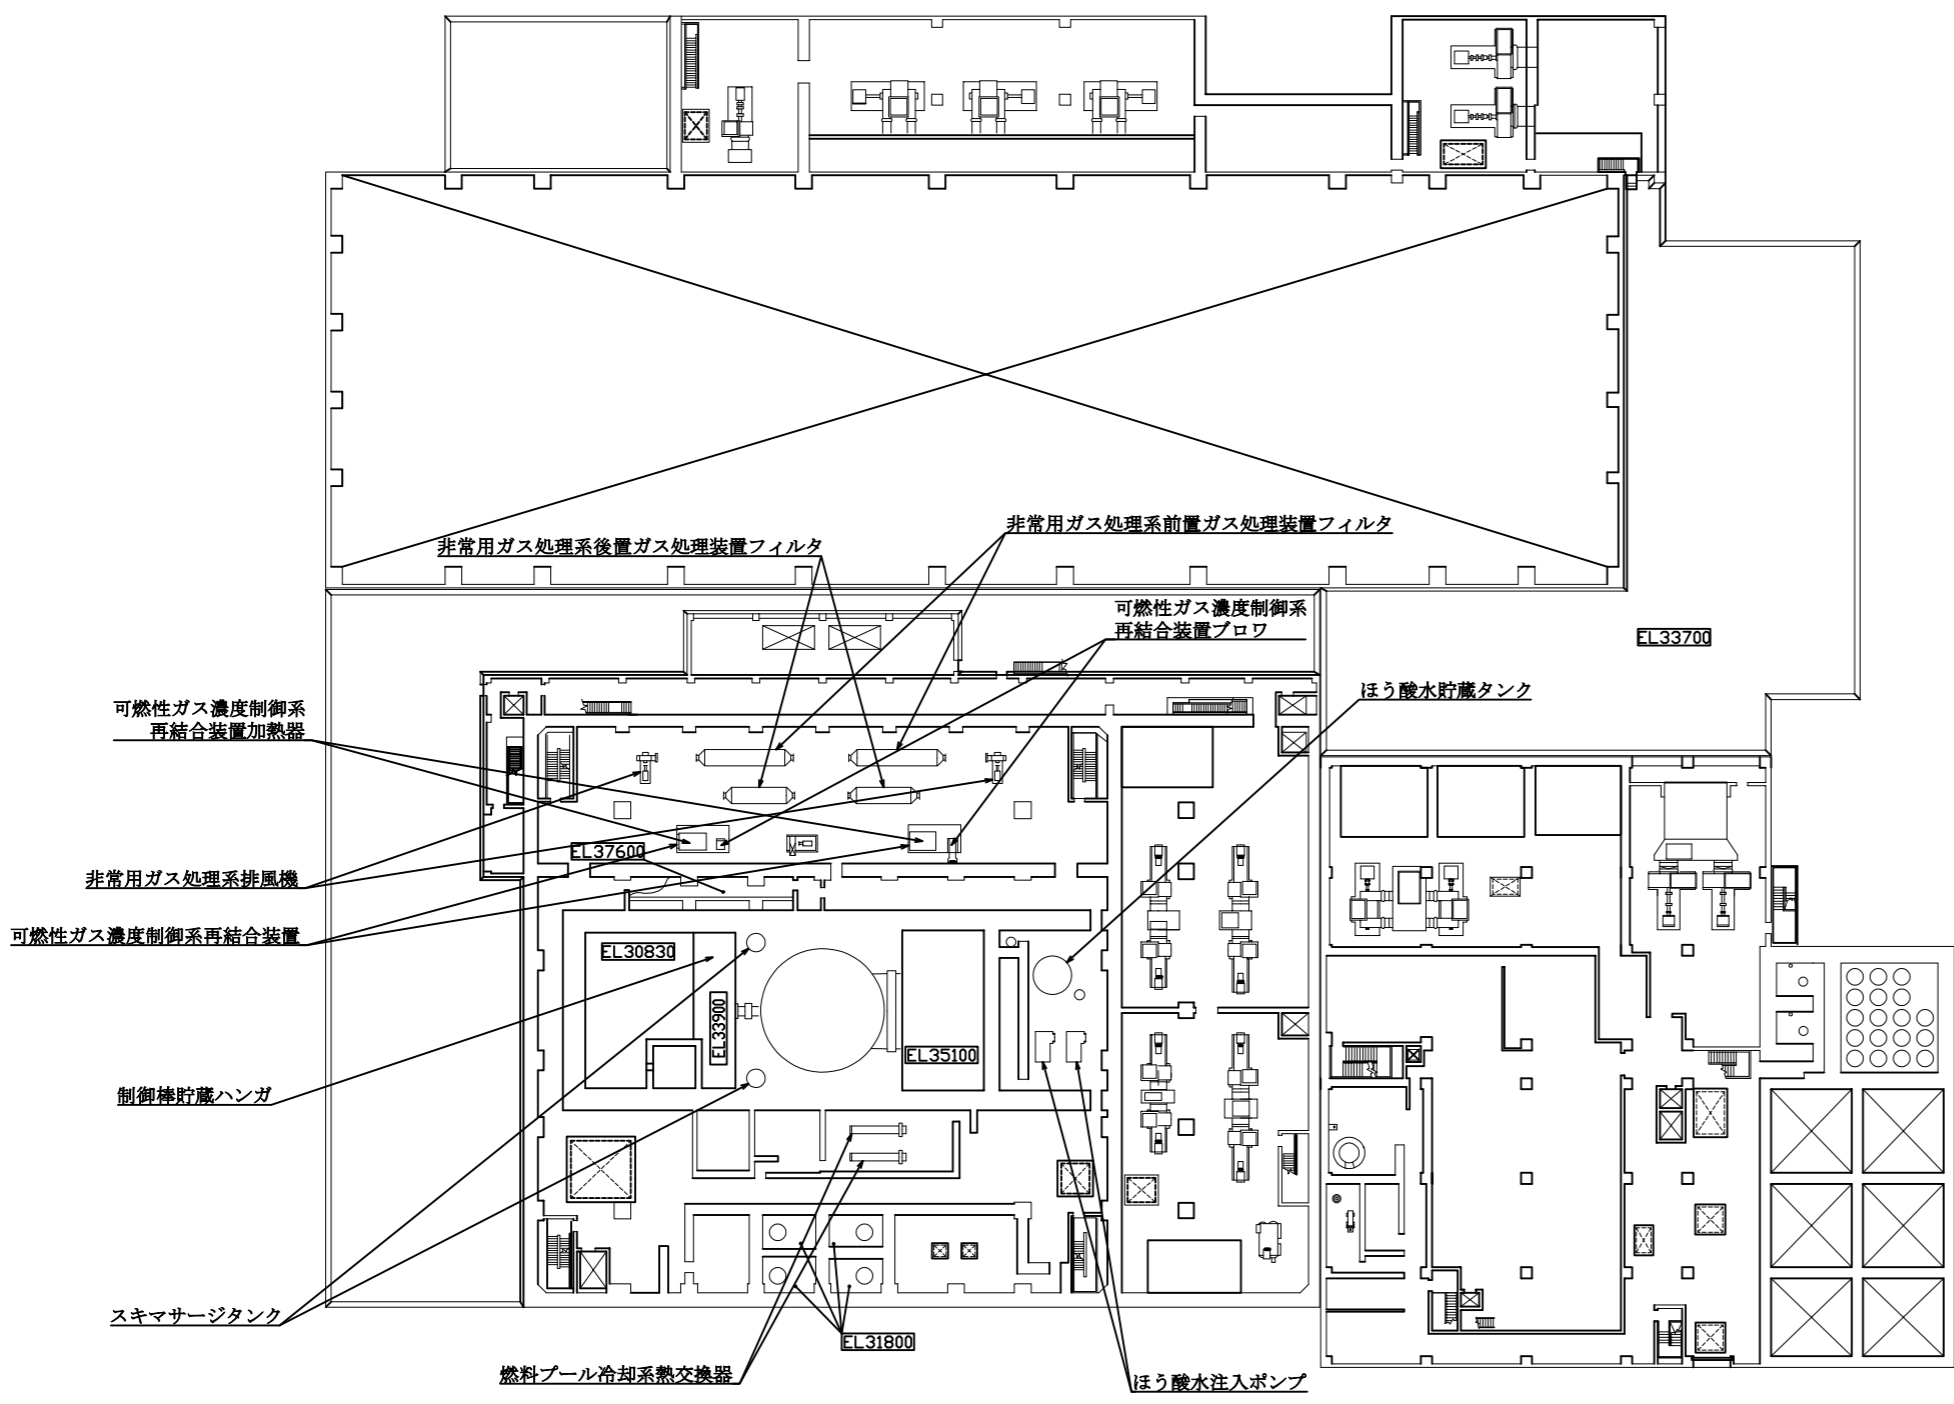 非常用ガス処理系前置ガス処理装置フィルタ
非常用ガス処理系後置ガス処理装置フィルタ
可燃性ガス濃度制御系
再結合装置ブロワ
EL33700
ほう酸水貯蔵タンク
可燃性ガス濃度制御系
再結合装置加熱器
EL37600
非常用ガス処理系排風機
可燃性ガス濃度制御系再結合装置
EL30830
EL33900
EL35100
制御棒貯蔵ハンガ
スキマサージタンク
EL31800
燃料プール冷却系熱交換器
ほう酸水注入ポンプ